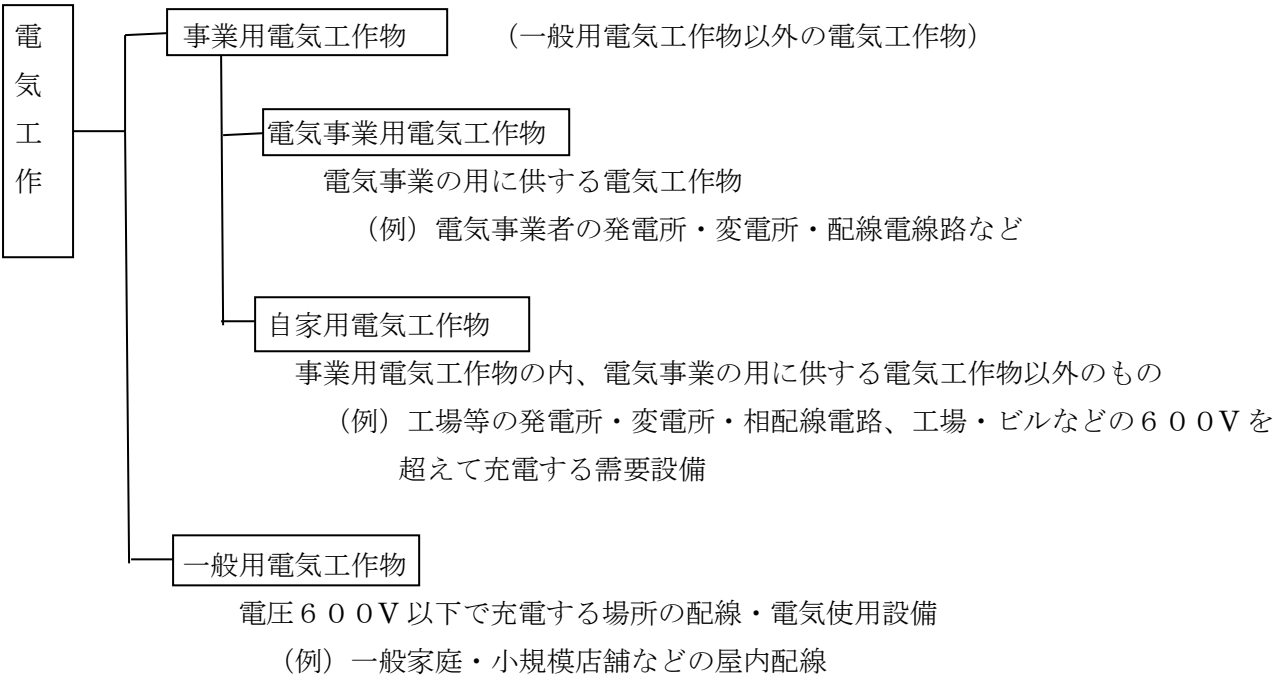 電気工作
事業用電気工作物　（一般用電気工作物以外の電気工作物）
電気事業用電気工作物
電気事業の用に供する電気工作物
（例）電気事業者の発電所・変電所・配線電線路など
自家用電気工作物
事業用電気工作物の内、電気事業の用に供する電気工作物以外のもの
（例）工場等の発電所・変電所・相配線電路、工場・ビルなどの６００Vを
超えて充電する需要設備
一般用電気工作物
電圧６００V以下で充電する場所の配線・電気使用設備
（例）一般家庭・小規模店舗などの屋内配線